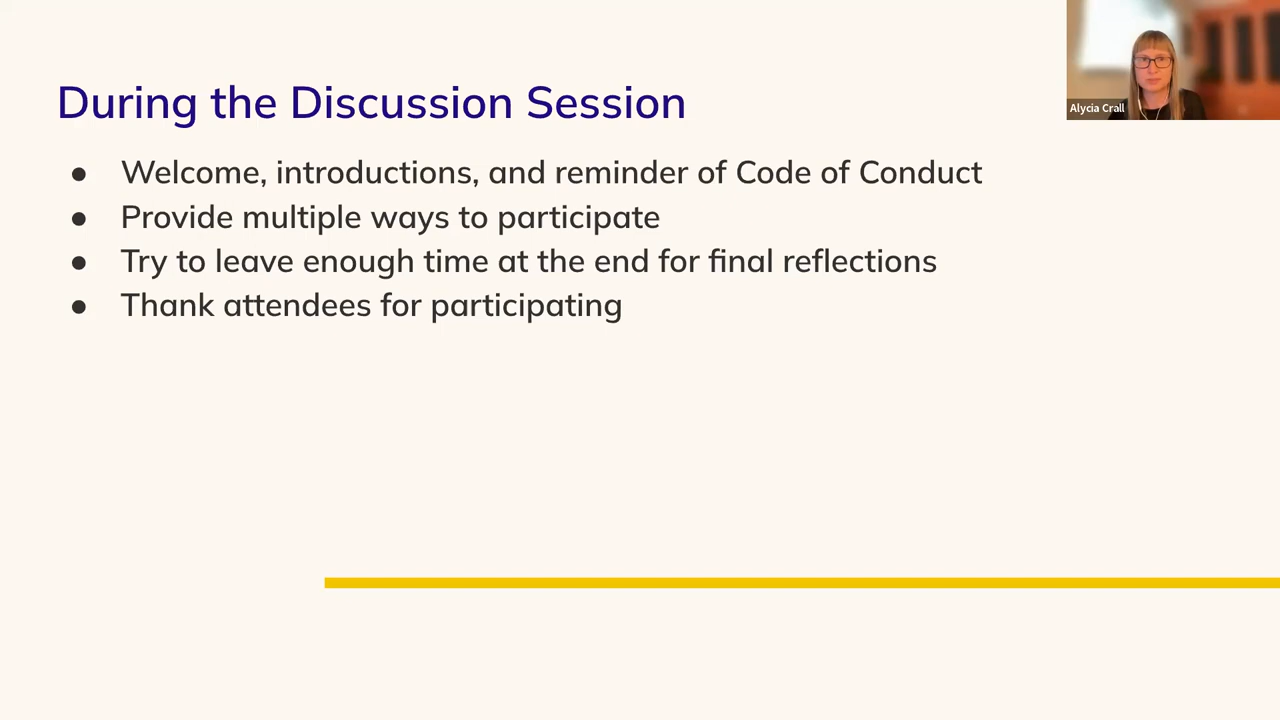 During the Discussion Session
● Welcome, introductions, and reminder of Code of Conduct
● Provide multiple ways to participate
● Try to leave enough time at the end for final reflections
● Thank attendees for participating
Alycia Crall